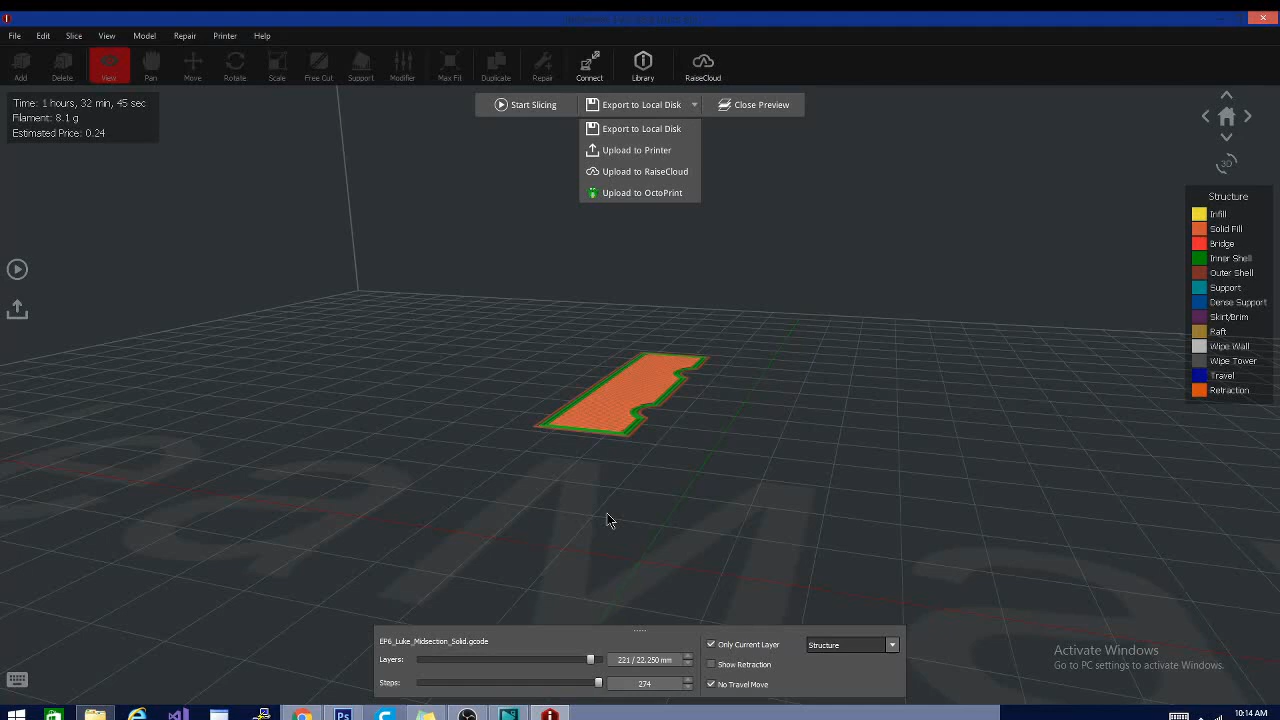 File Edit Slice View Model Repair Printer Help
Add Delete View Pan Move Rotate Scale Free Cut Support Modifier Max Fit Duplicate Repair Connect Library RaiseCloud
Time: 1 hours, 32 min, 45 sec
Filament: 8.1 g
Estimated Price: 0.24
Start Slicing Export to Local Disk Close Preview
Export to Local Disk
Upload to Printer
Upload to RaiseCloud
Upload to OctoPrint
3D
Structure
Infill
Solid Fill
Bridge
Inner Shell
Outer Shell
Support
Dense Support
Skirt/Brim
Raft
Wipe Wall
Wipe Tower
Travel
Retraction
EP6_Luke_Midsection_Solid.gcode
Layers: 221 / 22.250 mm
Steps: 274
Only Current Layer
Show Retraction
No Travel Move
Structure
Activate Windows
Go to PC settings to activate Windows.
10:14 AM